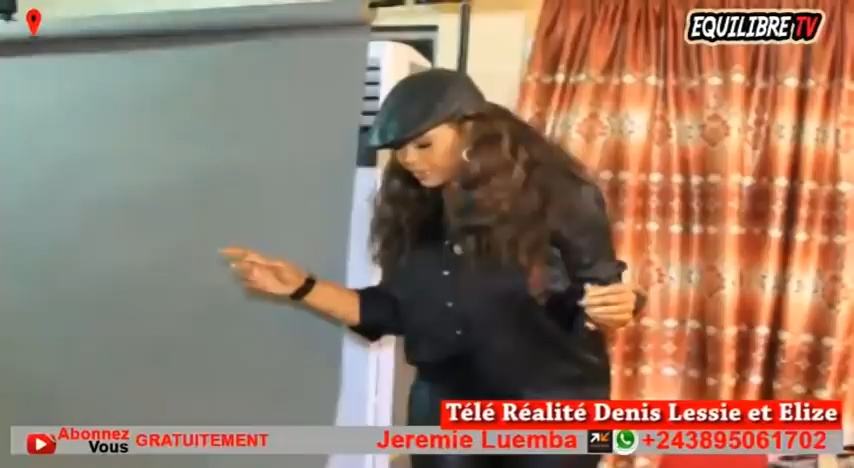 EQUILIBRE TV
Télé Réalité Denis Lessie et Elize
Abonnez
Vous
GRATUITEMENT
Jeremie Luemba
+243895061702